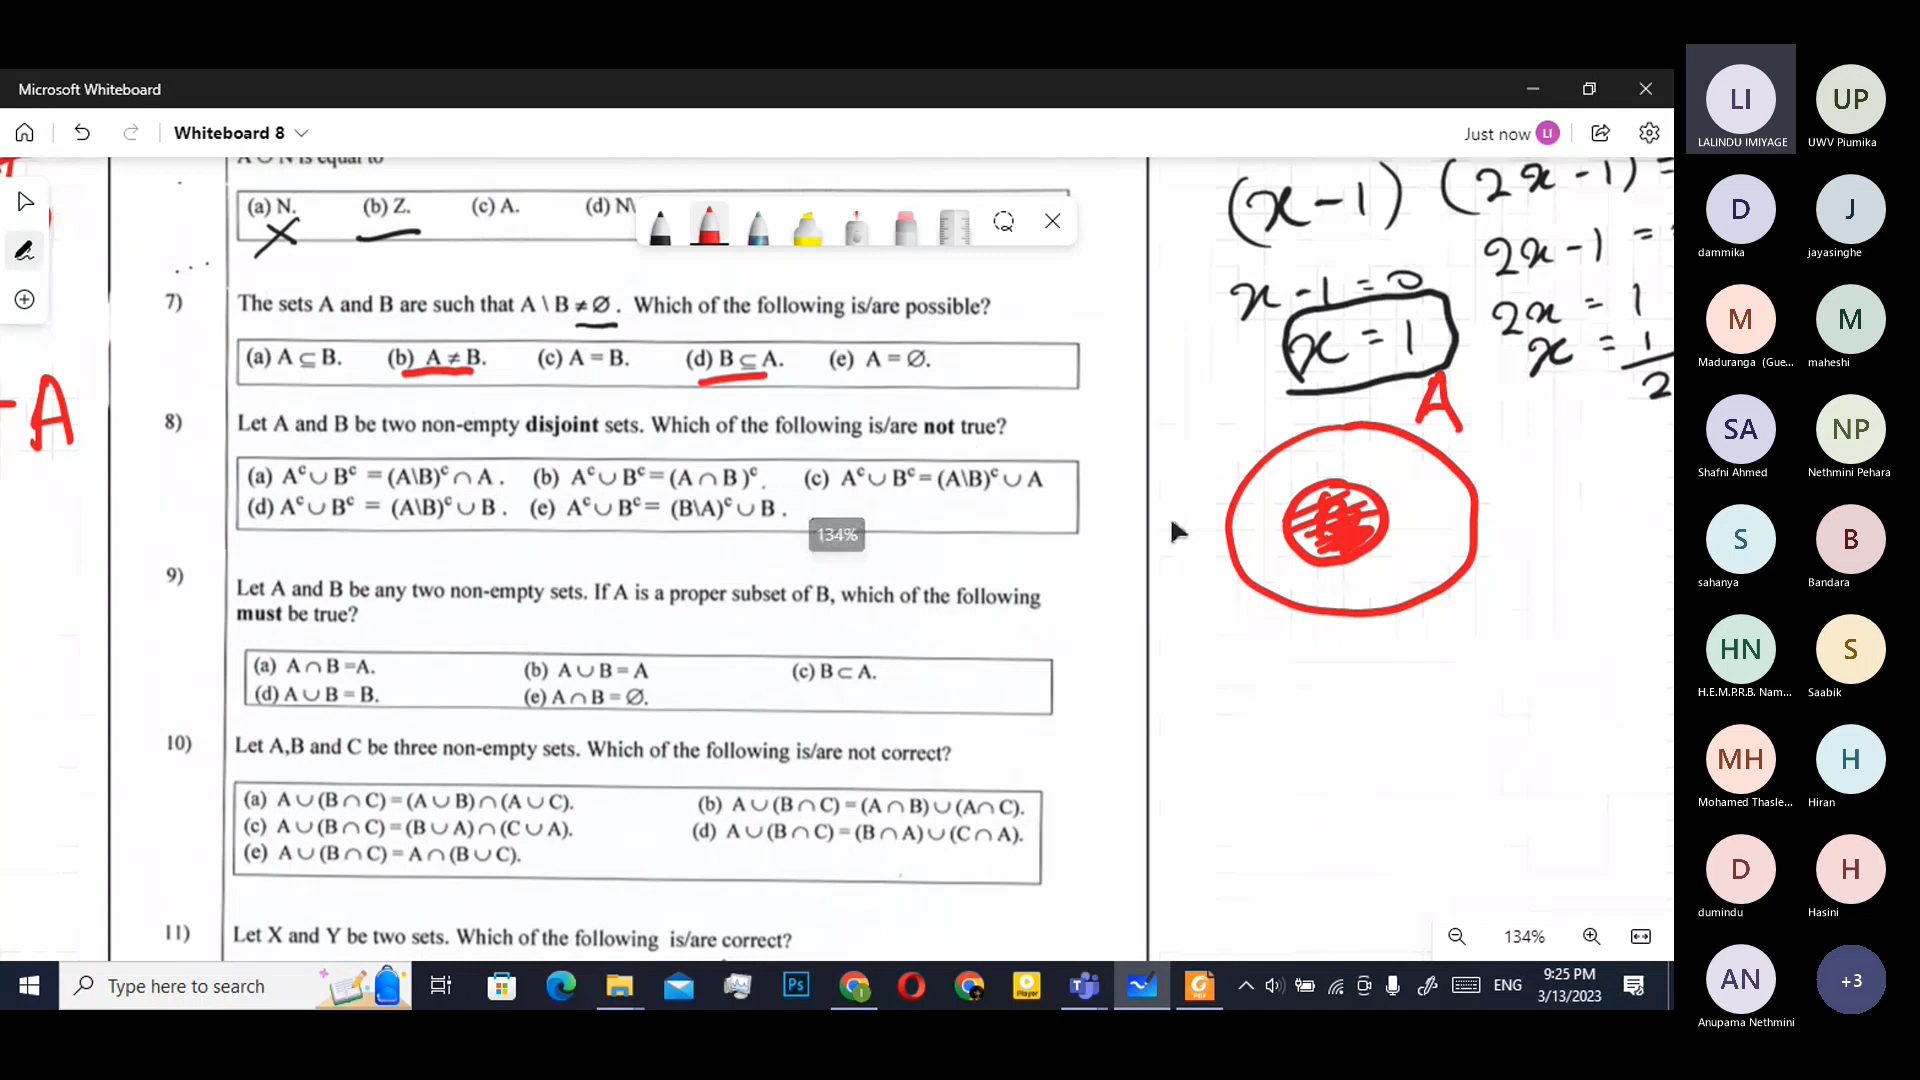 Microsoft Whiteboard
Whiteboard 8
Just now LI
(a) N. (b) Z. (c) A. (d) N\
7) The sets A and B are such that A \ B ≠ Ø . Which of the following is/are possible?
(a) A ⊆ B. (b) A ≠ B. (c) A = B. (d) B ⊆ A. (e) A = Ø.
8) Let A and B be two non-empty disjoint sets. Which of the following is/are not true?
(a) Aᶜ∪ Bᶜ = (A\B)ᶜ ∩ A . (b) Aᶜ∪ Bᶜ = (A ∩ B )ᶜ . (c) Aᶜ∪ Bᶜ = (A\B)ᶜ ∪ A
(d) Aᶜ∪ Bᶜ = (A\B)ᶜ ∪ B . (e) Aᶜ∪ Bᶜ = (B\A)ᶜ ∪ B .
134%
9) Let A and B be any two non-empty sets. If A is a proper subset of B, which of the following
must be true?
(a) A ∩ B =A. (b) A ∪ B = A (c) B ⊂ A.
(d) A ∪ B = B. (e) A ∩ B = Ø.
10) Let A,B and C be three non-empty sets. Which of the following is/are not correct?
(a) A ∪ (B ∩ C) = (A ∪ B) ∩ (A ∪ C). (b) A ∪ (B ∩ C) = (A ∩ B) ∪ (A ∩ C).
(c) A ∪ (B ∩ C) = (B ∪ A) ∩ (C ∪ A). (d) A ∪ (B ∩ C) = (B ∩ A) ∪ (C ∩ A).
(e) A ∪ (B ∩ C) = A ∩ (B ∪ C).
11) Let X and Y be two sets. Which of the following is/are correct?
A
(x - 1) (2x - 1) =
x - 1 = 0
x = 1
2x - 1 =
2x = 1
x = 1/2
A
134%
Type here to search
Ps
Player
ENG
9:25 PM
3/13/2023
LI
LALINDU IMIYAGE
UP
UWV Piumika
D
dammika
J
jayasinghe
M
Maduranga (Gue...
M
maheshi
SA
Shafni Ahmed
NP
Nethmini Pehara
S
sahanya
B
Bandara
HN
H.E.M.P.R.B. Nam...
S
Saabik
MH
Mohamed Thasle...
H
Hiran
D
dumindu
H
Hasini
AN
Anupama Nethmini
+3